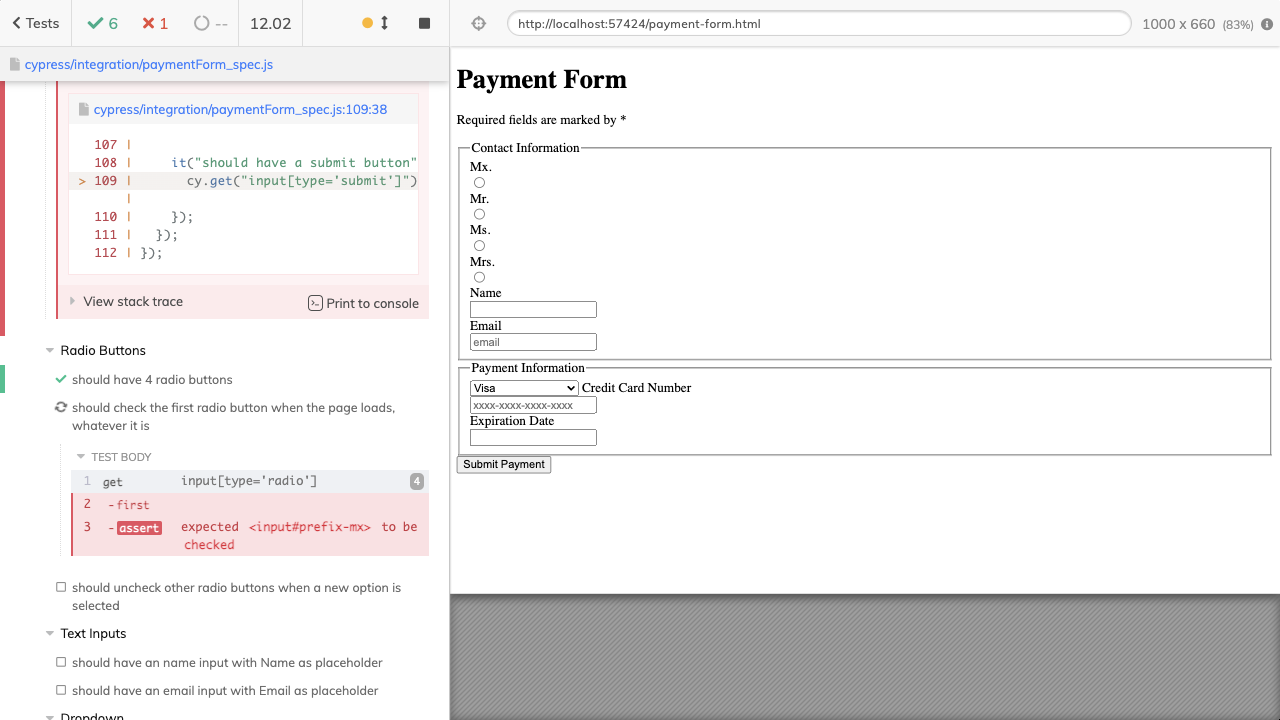 Tests
6
1
--
12.02
cypress/integration/paymentForm_spec.js
cypress/integration/paymentForm_spec.js:109:38
107 |
108 |     it("should have a submit button"
> 109 |       cy.get("input[type='submit']")
|
110 |     });
111 |   });
112 | });
View stack trace
Print to console
Radio Buttons
should have 4 radio buttons
should check the first radio button when the page loads,
whatever it is
TEST BODY
1 get input[type='radio'] 4
2 -first
3 -assert expected <input#prefix-mx> to be
checked
should uncheck other radio buttons when a new option is
selected
Text Inputs
should have an name input with Name as placeholder
should have an email input with Email as placeholder
Dropdown
http://localhost:57424/payment-form.html
1000 x 660 (83%)
Payment Form
Required fields are marked by *
Contact Information
Mx.
Mr.
Ms.
Mrs.
Name
Email
email
Payment Information
Visa Credit Card Number
xxxx-xxxx-xxxx-xxxx
Expiration Date
Submit Payment